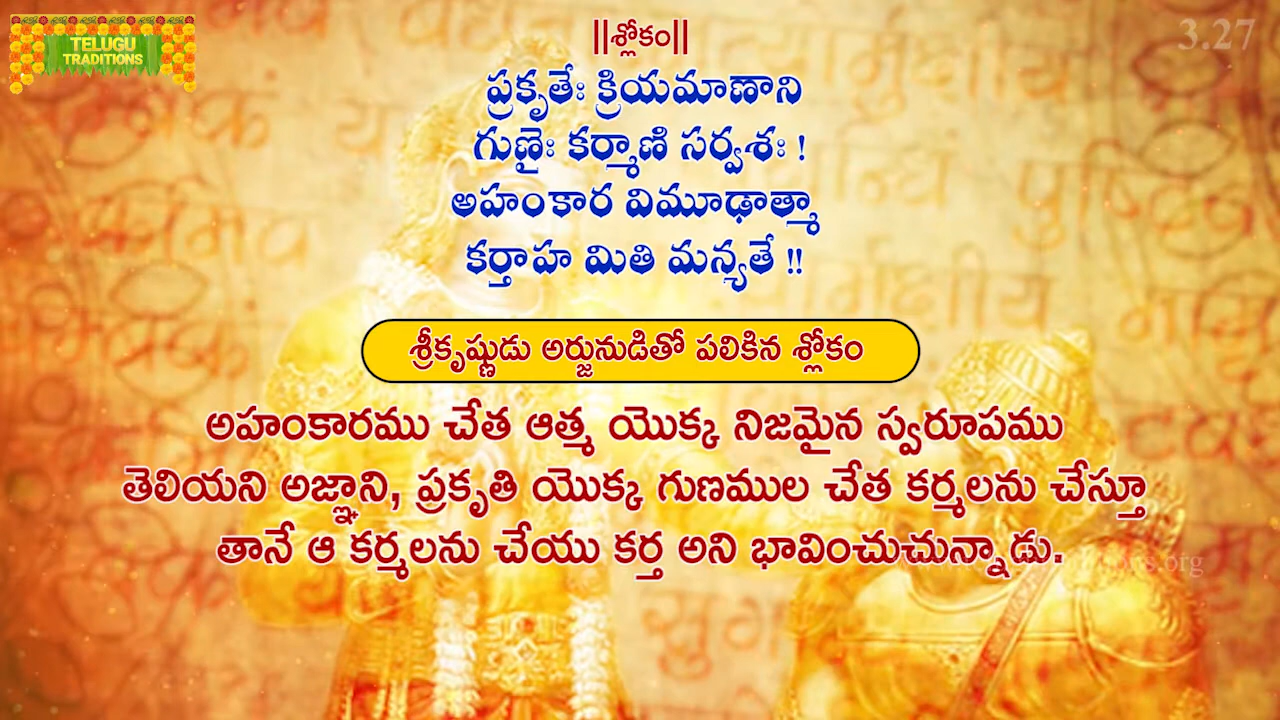 TELUGU
TRADITIONS
3.27
||శ్లోకం||
ప్రకృతేః క్రియమాణాని
గుణైః కర్మాణి సర్వశః !
అహంకార విమూఢాత్మా
కర్తాహ మితి మన్యతే !!
శ్రీకృష్ణుడు అర్జునుడితో పలికిన శ్లోకం
అహంకారము చేత ఆత్మ యొక్క నిజమైన స్వరూపము
తెలియని అజ్ఞాని, ప్రకృతి యొక్క గుణముల చేత కర్మలను చేస్తూ
తానే ఆ కర్మలను చేయు కర్త అని భావించుచున్నాడు.